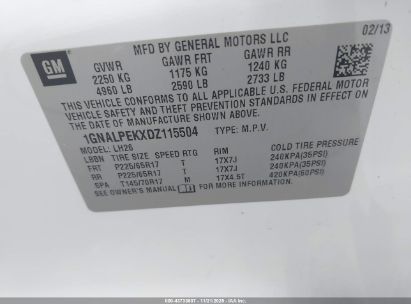 02/13
GM
MFD BY GENERAL MOTORS LLC
GVWR GAWR FRT GAWR RR
2250 KG 1175 KG 1240 KG
4960 LB 2590 LB 2733 LB
THIS VEHICLE CONFORMS TO ALL APPLICABLE U.S. FEDERAL MOTOR
VEHICLE SAFETY, BUMPER, AND THEFT PREVENTION STANDARDS IN
EFFECT ON THE DATE OF MANUFACTURE SHOWN ABOVE.
1GNALPEKXDZ115504 TYPE: M.P.V.
MODEL: LH26
LBBN TIRE SIZE SPEED RTG RIM COLD TIRE PRESSURE
FRT P225/65R17 T 17X7J 240KPA(35PSI)
RR P225/65R17 T 17X7J 240KPA(35PSI)
SPA T145/70R17 M 17X4.5T 420KPA(60PSI)
SEE OWNER'S MANUAL FOR ADDITIONAL INFORMATION.